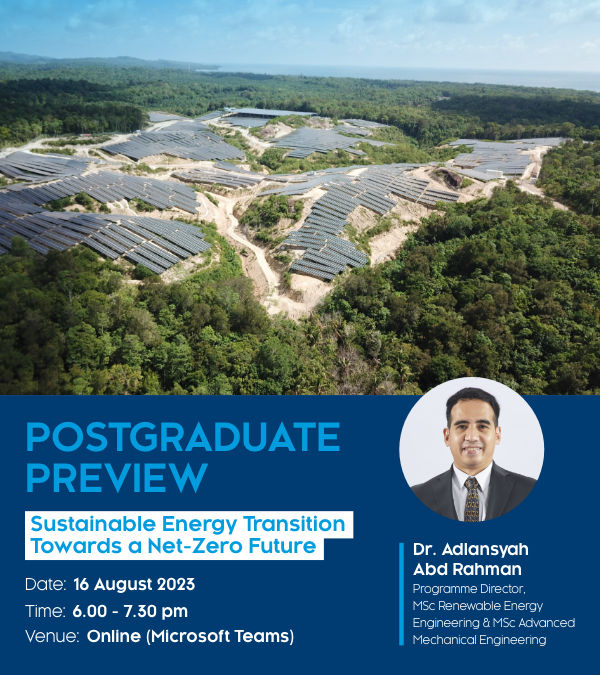 POSTGRADUATE
PREVIEW
Sustainable Energy Transition
Towards a Net-Zero Future
Date: 16 August 2023
Time: 6.00 - 7.30 pm
Venue: Online (Microsoft Teams)
Dr. Adiansyah
Abd Rahman
Programme Director,
MSc Renewable Energy
Engineering & MSc Advanced
Mechanical Engineering